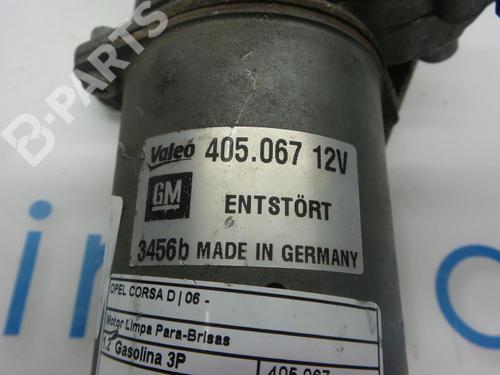 B-PARTS
Valeo 405.067 12V
GM
ENTSTÖRT
3456b MADE IN GERMANY
OPEL CORSA D | 06 -
Motor Limpa Para-Brisas
1.2 Gasolina 3P
405.067